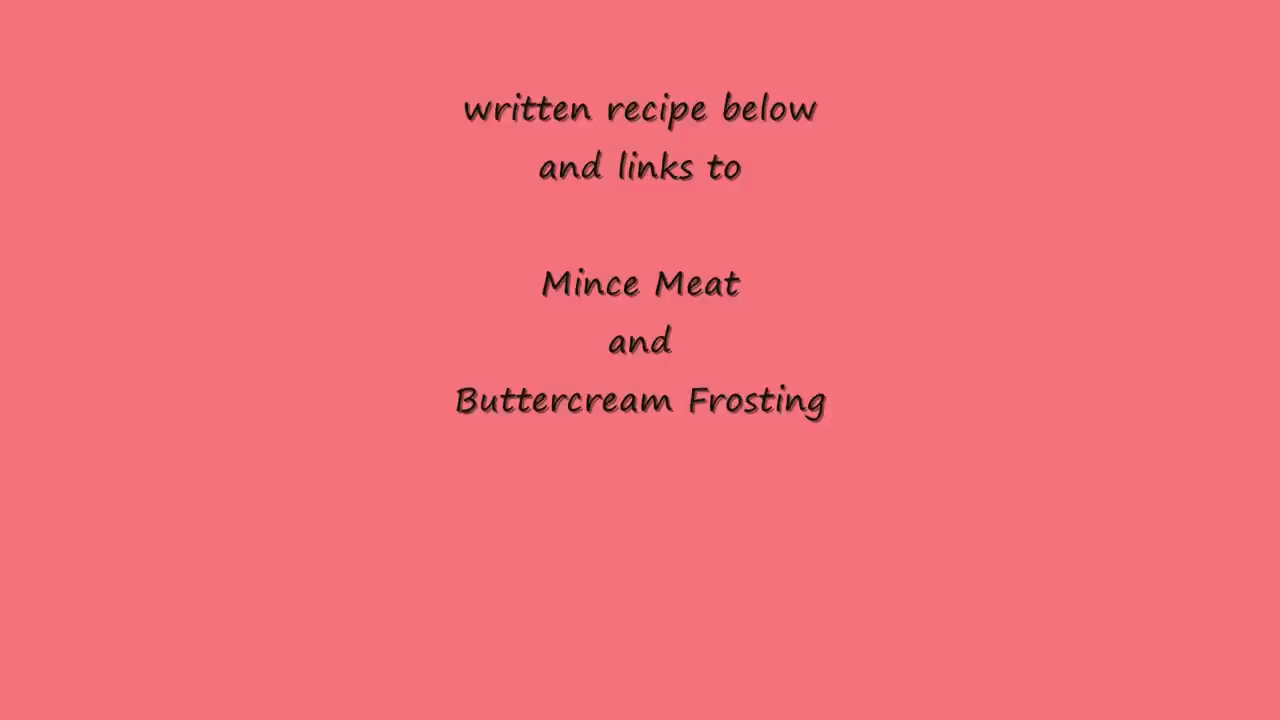 written recipe below
and links to
Mince Meat
and
Buttercream Frosting